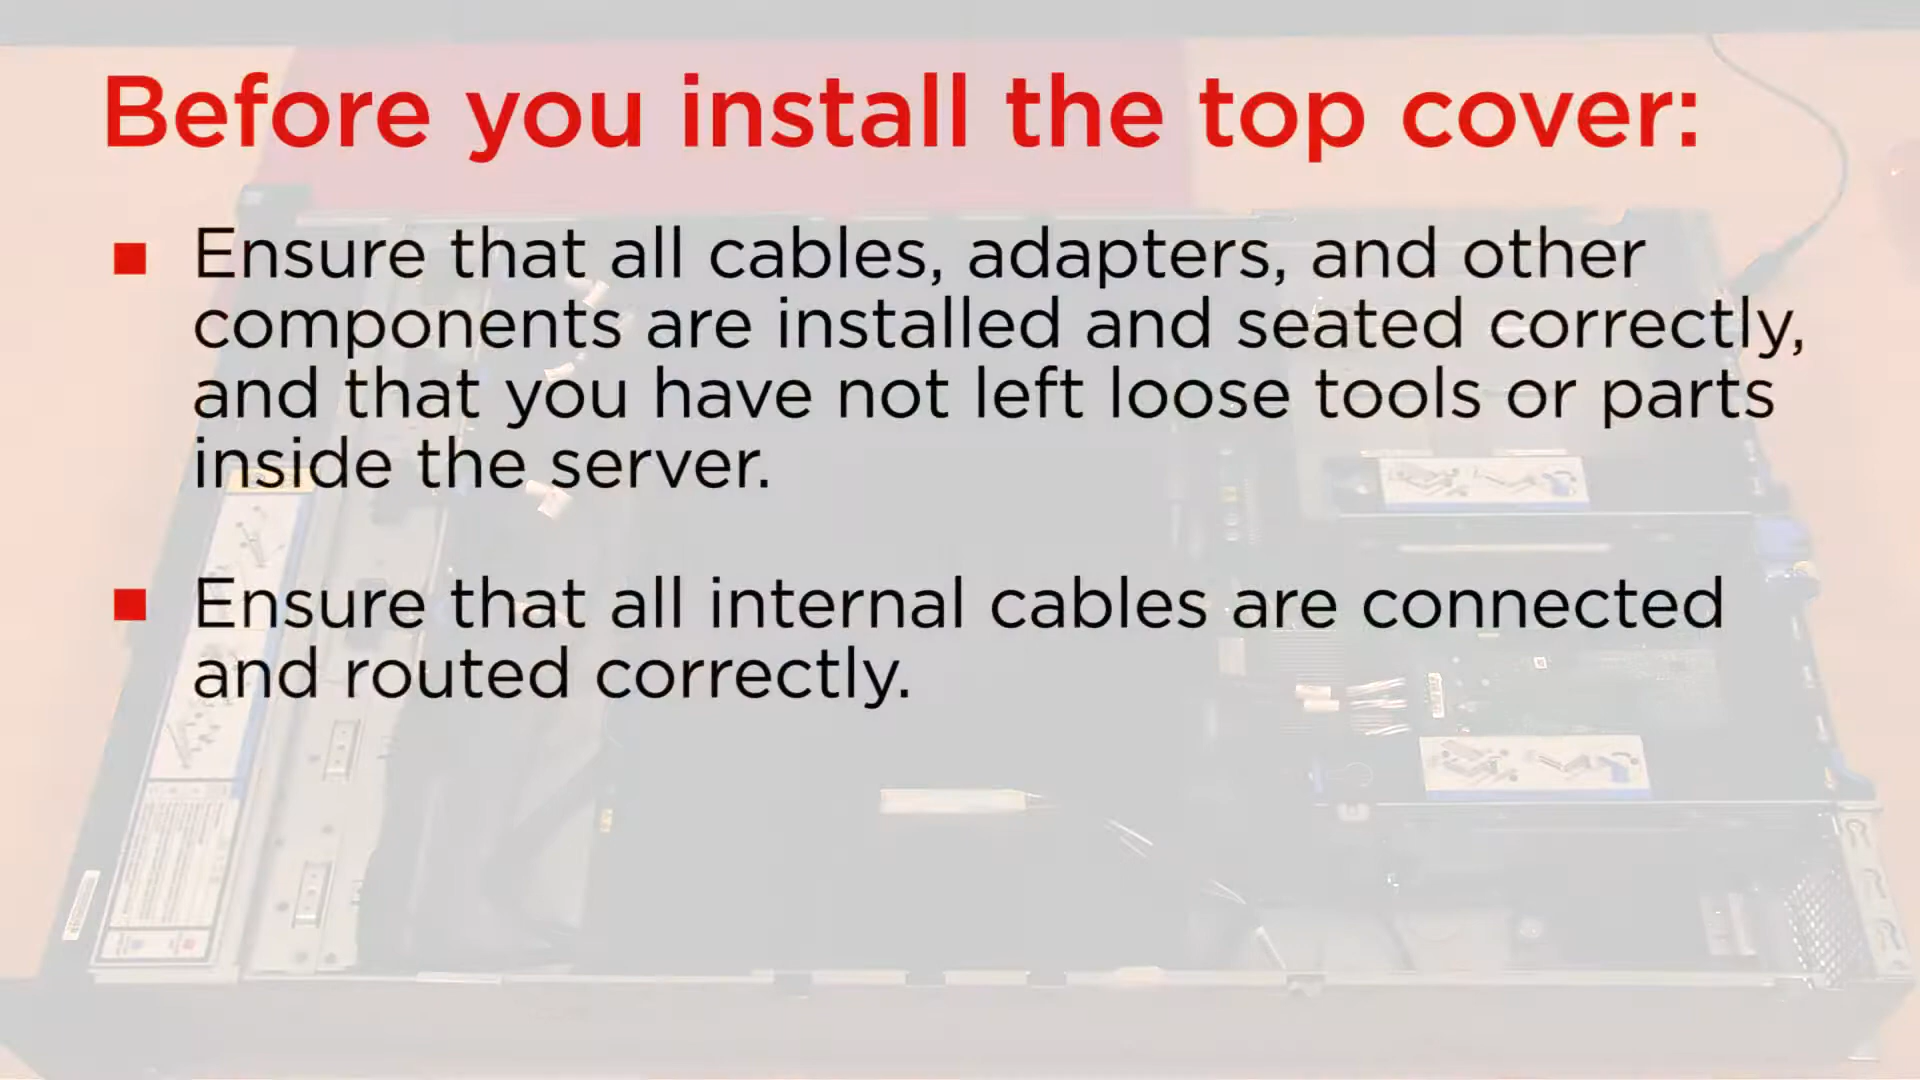 Before you install the top cover:
Ensure that all cables, adapters, and other
components are installed and seated correctly,
and that you have not left loose tools or parts
inside the server.
Ensure that all internal cables are connected
and routed correctly.